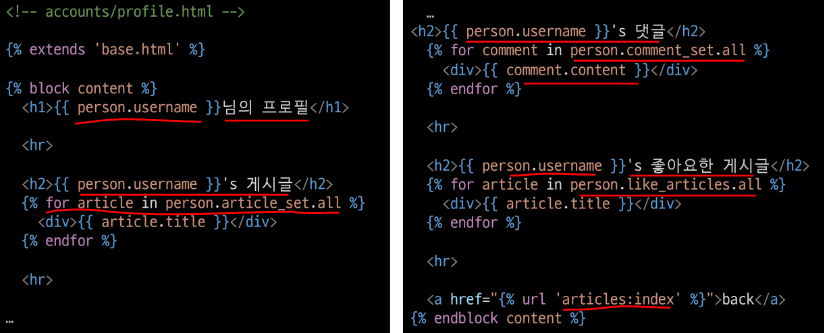 <!-- accounts/profile.html -->
{% extends 'base.html' %}
{% block content %}
<h1>{{ person.username }}님의 프로필</h1>
<hr>
<h2>{{ person.username }}'s 게시글</h2>
{% for article in person.article_set.all %}
<div>{{ article.title }}</div>
{% endfor %}
<hr>
…
…
<h2>{{ person.username }}'s 댓글</h2>
{% for comment in person.comment_set.all %}
<div>{{ comment.content }}</div>
{% endfor %}
<hr>
<h2>{{ person.username }}'s 좋아요한 게시글</h2>
{% for article in person.like_articles.all %}
<div>{{ article.title }}</div>
{% endfor %}
<hr>
<a href="{% url 'articles:index' %}">back</a>
{% endblock content %}